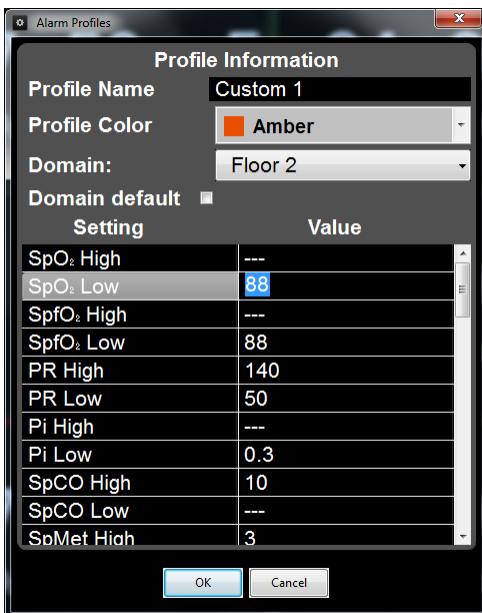 Alarm Profiles
Profile Information
Profile Name Custom 1
Profile Color Amber
Domain: Floor 2
Domain default
Setting Value
SpO₂ High ---
SpO₂ Low 88
SpfO₂ High ---
SpfO₂ Low 88
PR High 140
PR Low 50
Pi High ---
Pi Low 0.3
SpCO High 10
SpCO Low ---
SpMet High 3
OK Cancel